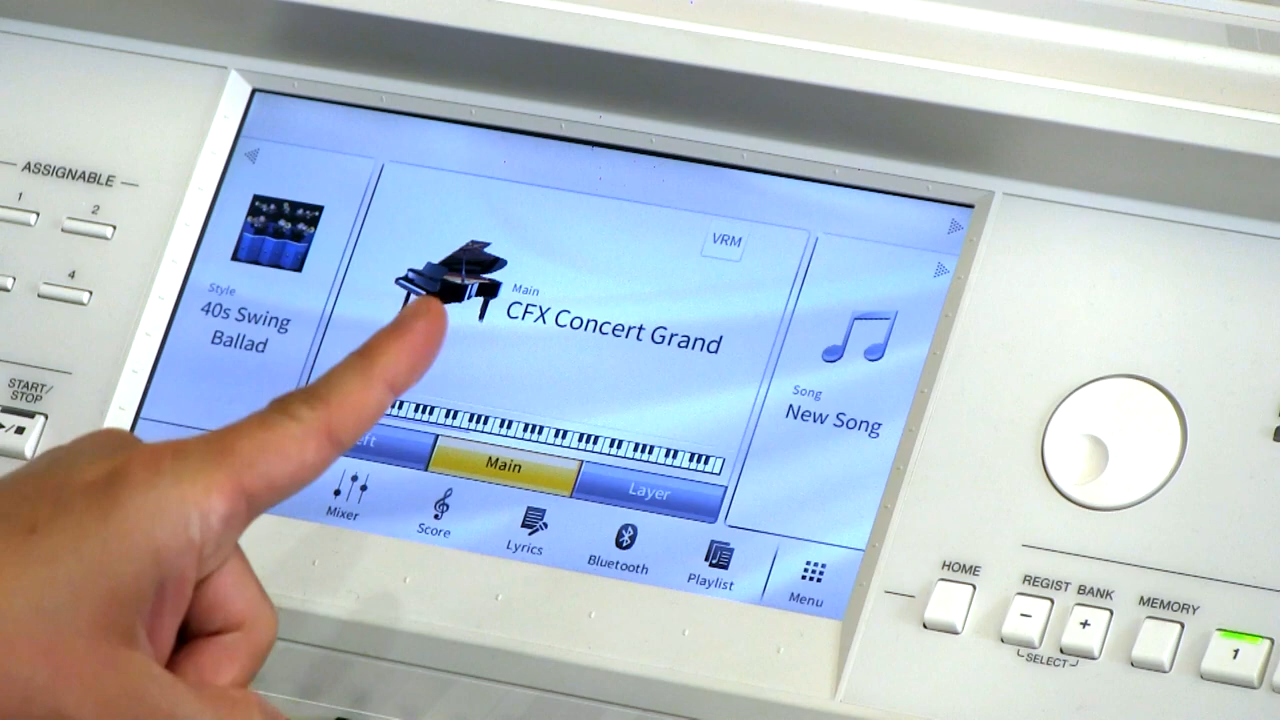 ASSIGNABLE
1
2
4
START/
STOP
Style
40s Swing
Ballad
VRM
Main
CFX Concert Grand
Song
New Song
Main
Layer
Mixer
Score
Lyrics
Bluetooth
Playlist
Menu
HOME
REGIST BANK
MEMORY
−
+
1
SELECT